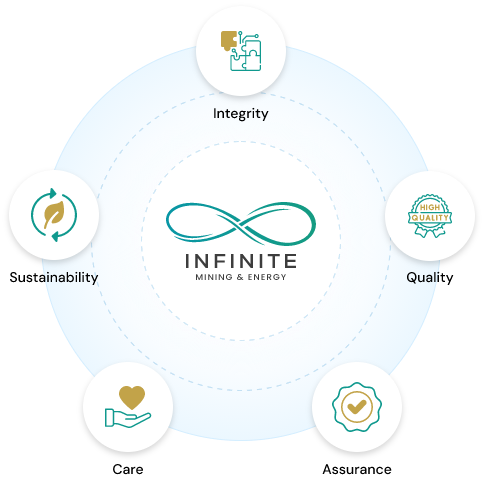 Integrity
HIGH
QUALITY
INFINITE
MINING & ENERGY
Sustainability
Quality
Care
Assurance